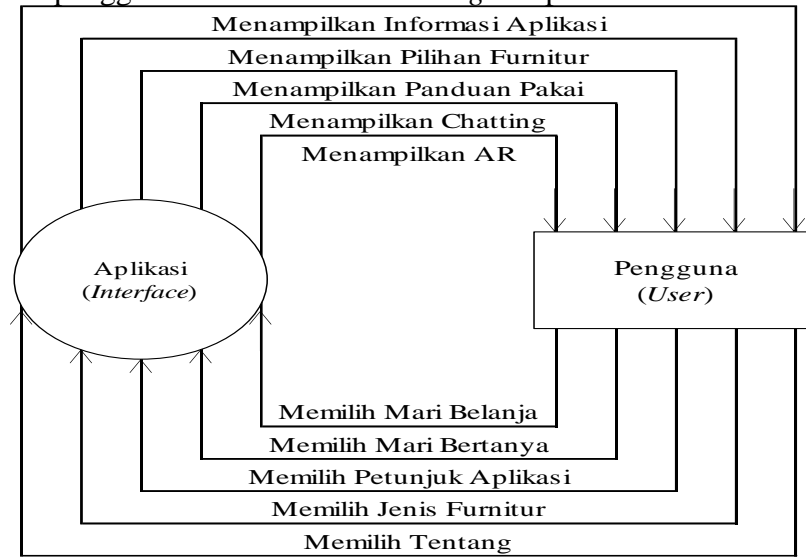 Menampilkan Informasi Aplikasi
Menampilkan Pilihan Furnitur
Menampilkan Panduan Pakai
Menampilkan Chatting
Menampilkan AR
Aplikasi
(Interface)
Pengguna
(User)
Memilih Mari Belanja
Memilih Mari Bertanya
Memilih Petunjuk Aplikasi
Memilih Jenis Furnitur
Memilih Tentang